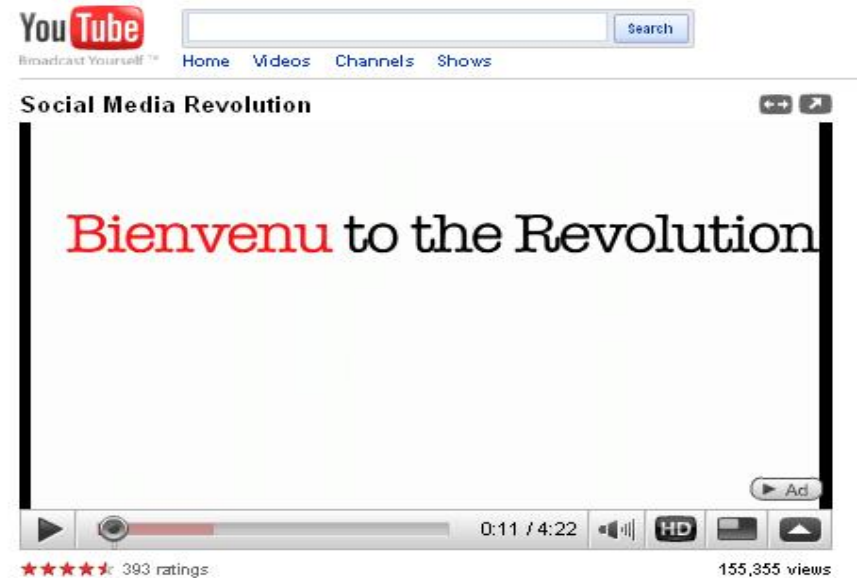 YouTube
Search
Broadcast Yourself ™
Home Videos Channels Shows
Social Media Revolution
Bienvenu to the Revolution
Ad
0:11 / 4:22 HD
393 ratings 155,355 views